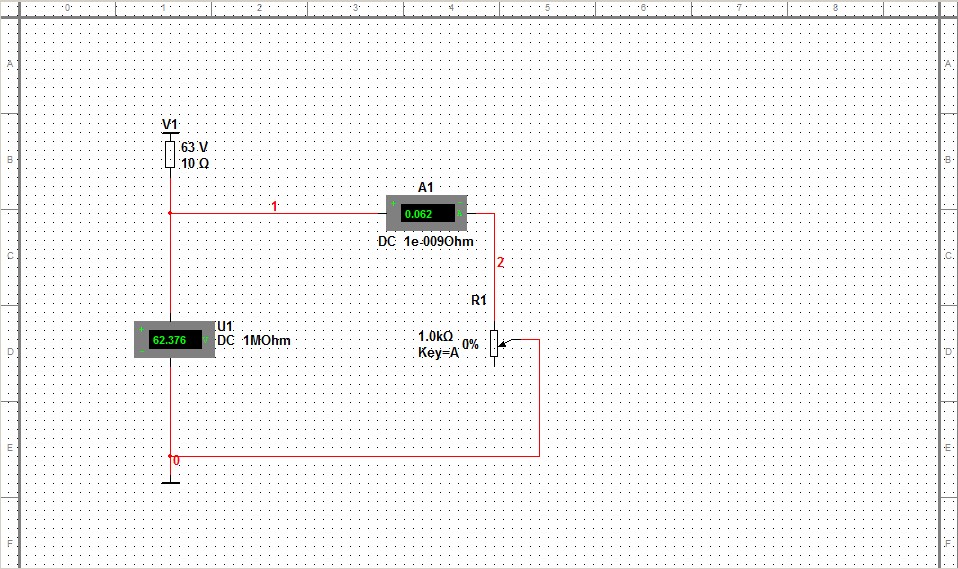 0 1 2 3 4 5 6 7 8
A A
V1
63 V
10 Ω
B B
A1
1
+ 0.062 A
DC 1e-009Ohm
C C
2
R1
U1
DC 1MOhm
+ 62.376 V
1.0kΩ
Key=A
0%
D D
E E
0
F F